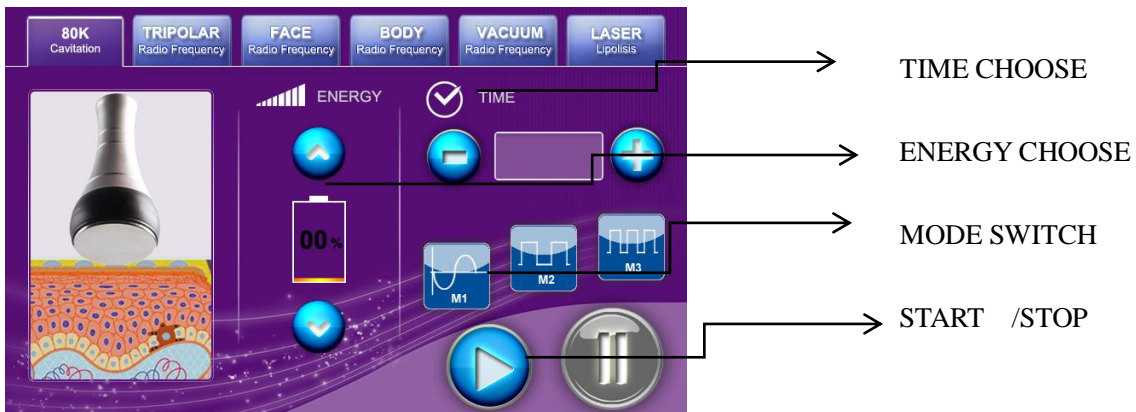 80K
Cavitation
TRIPOLAR
Radio Frequency
FACE
Radio Frequency
BODY
Radio Frequency
VACUUM
Radio Frequency
LASER
Lipolisis
ENERGY
TIME
00 %
M1
M2
M3
TIME CHOOSE
ENERGY CHOOSE
MODE SWITCH
START /STOP